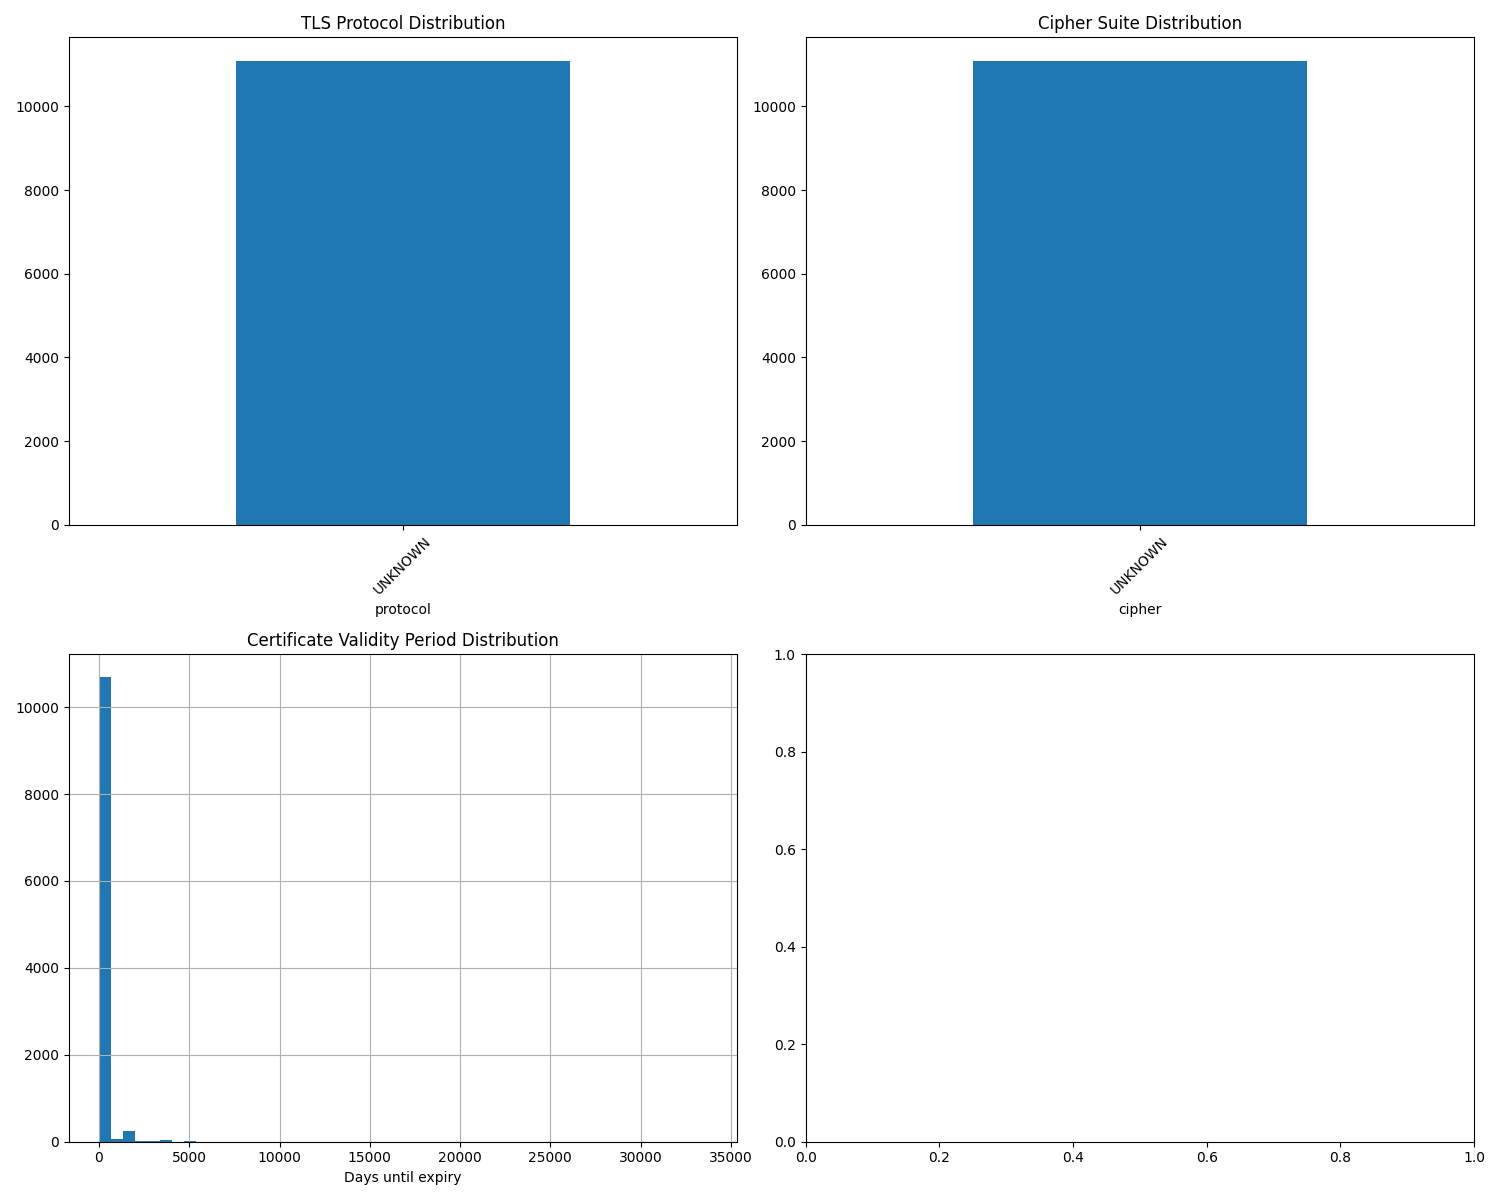 TLS Protocol Distribution
10000
8000
6000
4000
2000
0
UNKNOWN
protocol
Cipher Suite Distribution
10000
8000
6000
4000
2000
0
UNKNOWN
cipher
Certificate Validity Period Distribution
10000
8000
6000
4000
2000
0
0 5000 10000 15000 20000 25000 30000 35000
Days until expiry
1.0
0.8
0.6
0.4
0.2
0.0
0.0 0.2 0.4 0.6 0.8 1.0